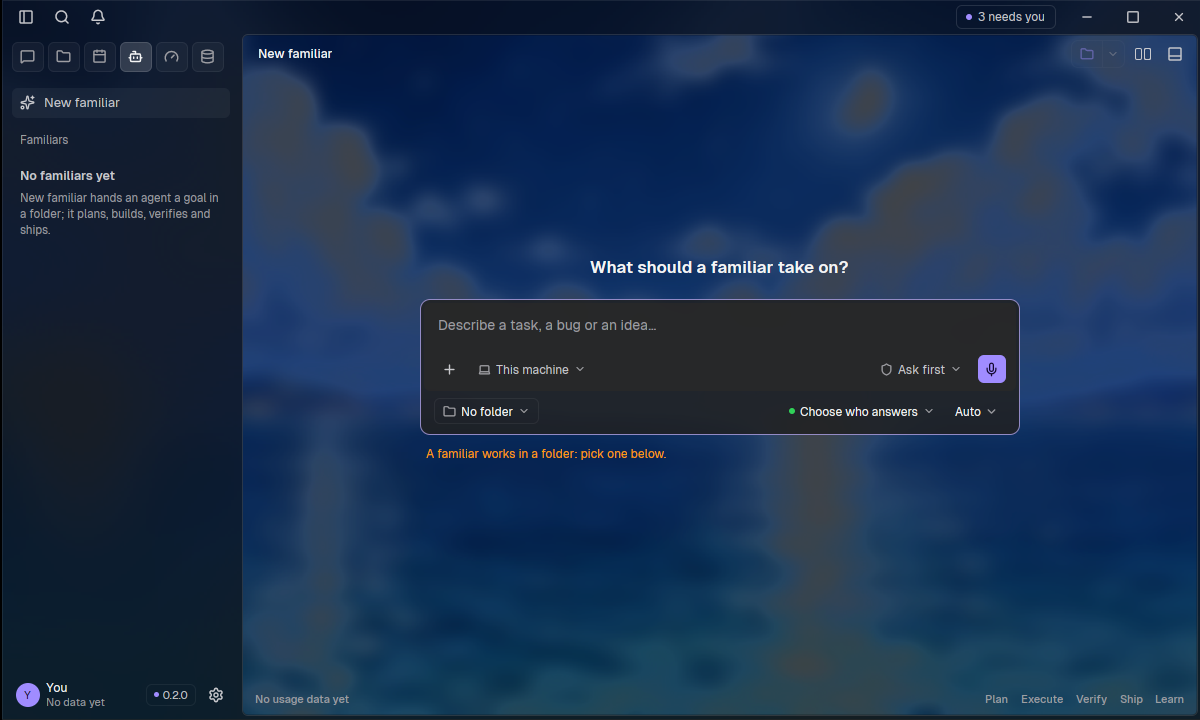 3 needs you
New familiar
New familiar
Familiars
No familiars yet
New familiar hands an agent a goal in
a folder; it plans, builds, verifies and
ships.
What should a familiar take on?
Describe a task, a bug or an idea...
This machine
Ask first
No folder
Choose who answers
Auto
A familiar works in a folder: pick one below.
Y
You
No data yet
0.2.0
No usage data yet
Plan Execute Verify Ship Learn